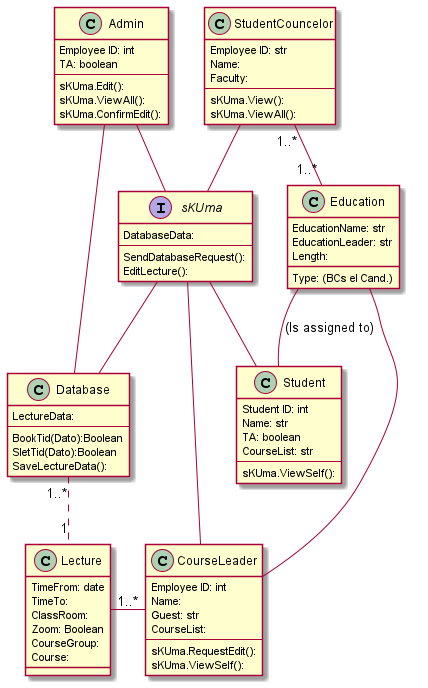 C Admin
Employee ID: int
TA: boolean
sKUma.Edit():
sKUma.ViewAll():
sKUma.ConfirmEdit():
C StudentCouncelor
Employee ID: str
Name:
Faculty:
sKUma.View():
sKUma.ViewAll():
1..*
1..*
I sKUma
DatabaseData:
SendDatabaseRequest():
EditLecture():
C Education
EducationName: str
EducationLeader: str
Length:
Type: (BCs el Cand.)
(Is assigned to)
C Database
LectureData:
BookTid(Dato):Boolean
SletTid(Dato):Boolean
SaveLectureData():
C Student
Student ID: int
Name: str
TA: boolean
CourseList: str
sKUma.ViewSelf():
1..*
1
C Lecture
TimeFrom: date
TimeTo:
ClassRoom:
Zoom: Boolean
CourseGroup:
Course:
1..*
C CourseLeader
Employee ID: int
Name:
Guest: str
CourseList:
sKUma.RequestEdit():
sKUma.ViewSelf():